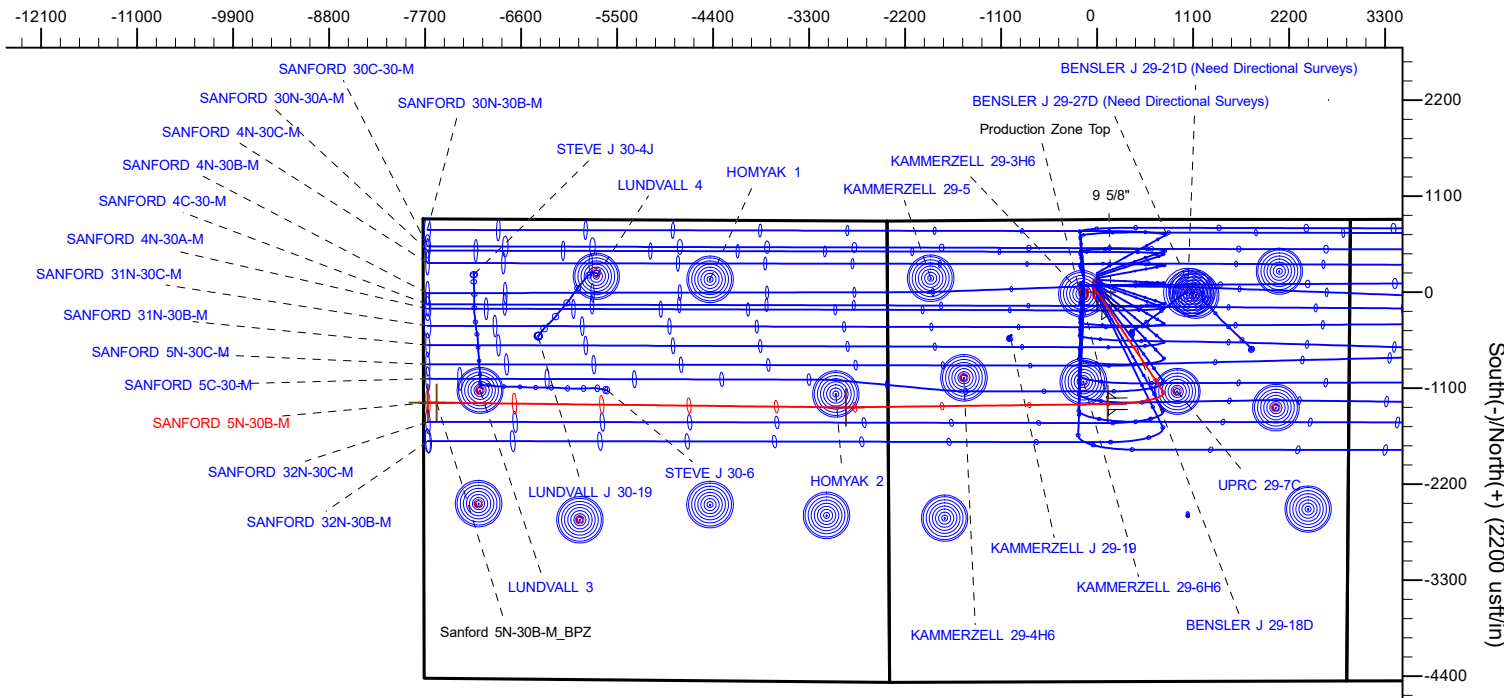 -12100 -11000 -9900 -8800 -7700 -6600 -5500 -4400 -3300 -2200 -1100 0 1100 2200 3300
SANFORD 30C-30-M
BENSLER J 29-21D (Need Directional Surveys)
SANFORD 30N-30A-M
SANFORD 30N-30B-M
BENSLER J 29-27D (Need Directional Surveys)
2200
SANFORD 4N-30C-M
Production Zone Top
STEVE J 30-4J
SANFORD 4N-30B-M
KAMMERZELL 29-3H6
HOMYAK 1
LUNDVALL 4
KAMMERZELL 29-5
9 5/8"
1100
SANFORD 4C-30-M
SANFORD 4N-30A-M
SANFORD 31N-30C-M
0
SANFORD 31N-30B-M
SANFORD 5N-30C-M
SANFORD 5C-30-M
-1100
SANFORD 5N-30B-M
SANFORD 32N-30C-M
STEVE J 30-6
HOMYAK 2
UPRC 29-7C
-2200
LUNDVALL J 30-19
SANFORD 32N-30B-M
KAMMERZELL J 29-19
LUNDVALL 3
KAMMERZELL 29-6H6
-3300
Sanford 5N-30B-M_BPZ
KAMMERZELL 29-4H6
BENSLER J 29-18D
-4400
South(-)/North(+) (2200 usft/in)